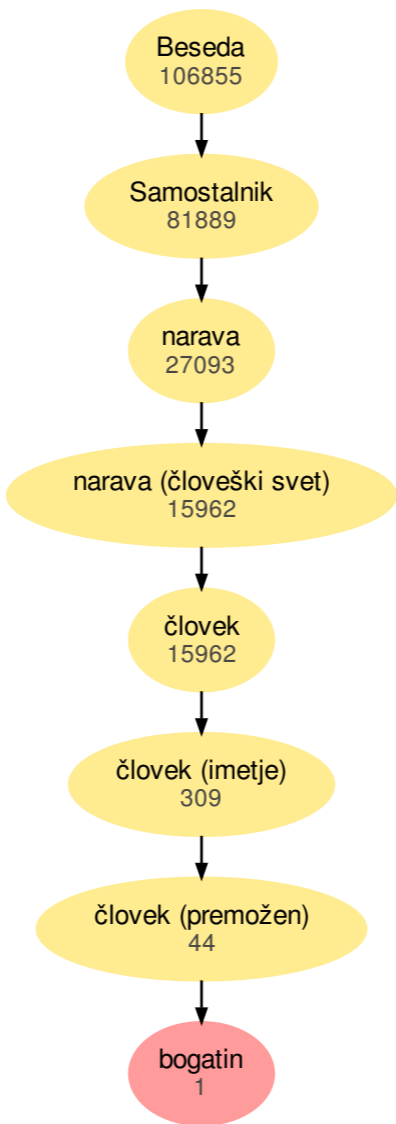 Beseda
106855
Samostalnik
81889
narava
27093
narava (človeški svet)
15962
človek
15962
človek (imetje)
309
človek (premožen)
44
bogatin
1